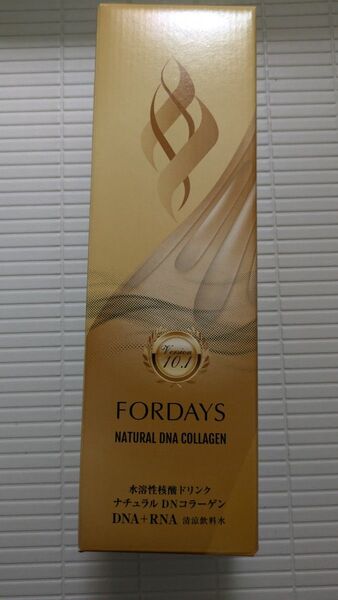 Version
10.1
FORDAYS
NATURAL DNA COLLAGEN
水溶性核酸ドリンク
ナチュラル DNコラーゲン
DNA+RNA 清涼飲料水